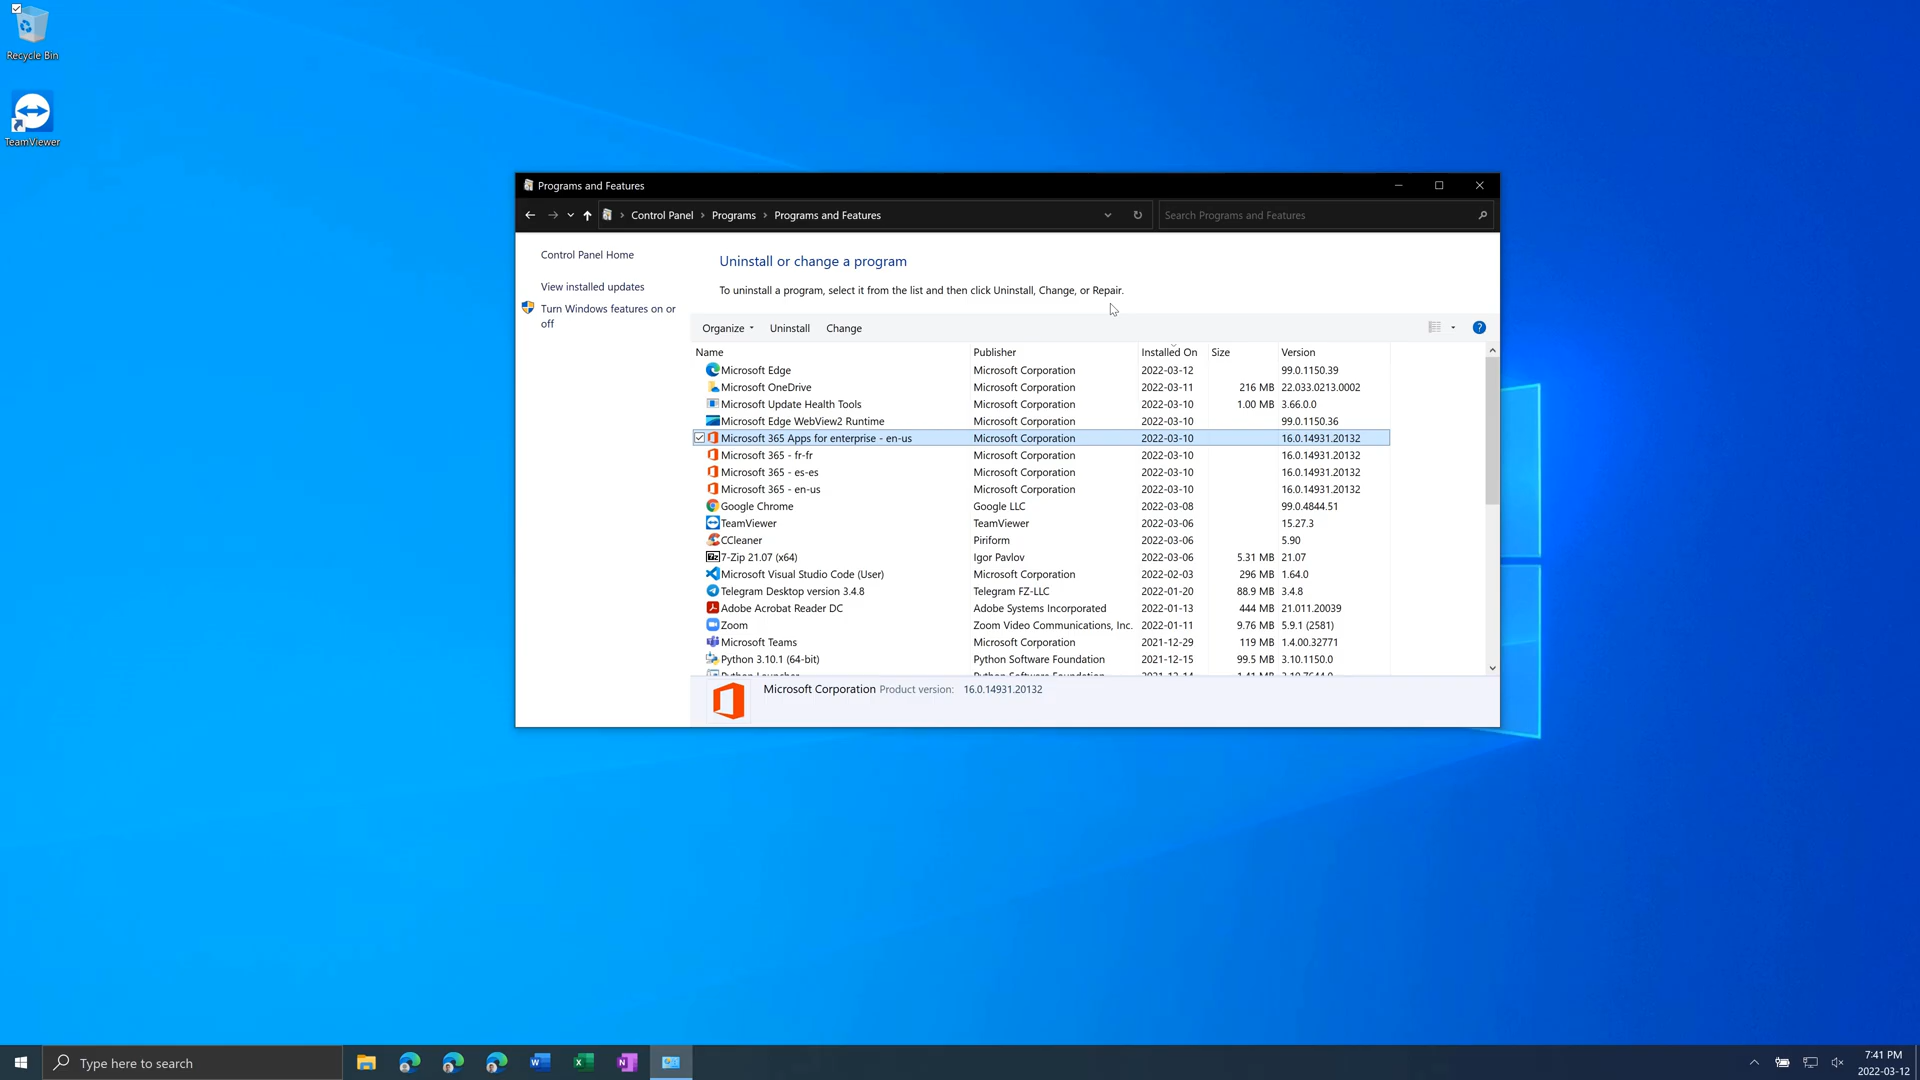 Recycle Bin
TeamViewer
Programs and Features
Control Panel Programs Programs and Features
Search Programs and Features
Control Panel Home
View installed updates
Turn Windows features on or
off
Uninstall or change a program
To uninstall a program, select it from the list and then click Uninstall, Change, or Repair.
Organize Uninstall Change
Name Publisher Installed On Size Version
Microsoft Edge Microsoft Corporation 2022-03-12 99.0.1150.39
Microsoft OneDrive Microsoft Corporation 2022-03-11 216 MB 22.033.0213.0002
Microsoft Update Health Tools Microsoft Corporation 2022-03-10 1.00 MB 3.66.0.0
Microsoft Edge WebView2 Runtime Microsoft Corporation 2022-03-10 99.0.1150.36
Microsoft 365 Apps for enterprise - en-us Microsoft Corporation 2022-03-10 16.0.14931.20132
Microsoft 365 - fr-fr Microsoft Corporation 2022-03-10 16.0.14931.20132
Microsoft 365 - es-es Microsoft Corporation 2022-03-10 16.0.14931.20132
Microsoft 365 - en-us Microsoft Corporation 2022-03-10 16.0.14931.20132
Google Chrome Google LLC 2022-03-08 99.0.4844.51
TeamViewer TeamViewer 2022-03-06 15.27.3
CCleaner Piriform 2022-03-06 5.90
7-Zip 21.07 (x64) Igor Pavlov 2022-03-06 5.31 MB 21.07
Microsoft Visual Studio Code (User) Microsoft Corporation 2022-02-03 296 MB 1.64.0
Telegram Desktop version 3.4.8 Telegram FZ-LLC 2022-01-20 88.9 MB 3.4.8
Adobe Acrobat Reader DC Adobe Systems Incorporated 2022-01-13 444 MB 21.011.20039
Zoom Zoom Video Communications, Inc. 2022-01-11 9.76 MB 5.9.1 (2581)
Microsoft Teams Microsoft Corporation 2021-12-29 119 MB 1.4.00.32771
Python 3.10.1 (64-bit) Python Software Foundation 2021-12-15 99.5 MB 3.10.1150.0
Python Launcher Python Software Foundation 2021-12-14 1.41 MB 3.10.7644.0
Microsoft Corporation Product version: 16.0.14931.20132
Type here to search
7:41 PM
2022-03-12